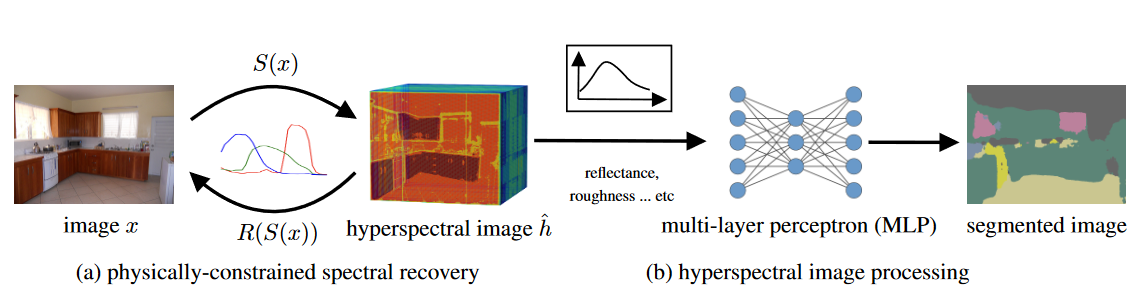 S(x)
reflectance,
roughness ... etc
image x
R(S(x))
hyperspectral image ĥ
multi-layer perceptron (MLP)
segmented image
(a) physically-constrained spectral recovery
(b) hyperspectral image processing